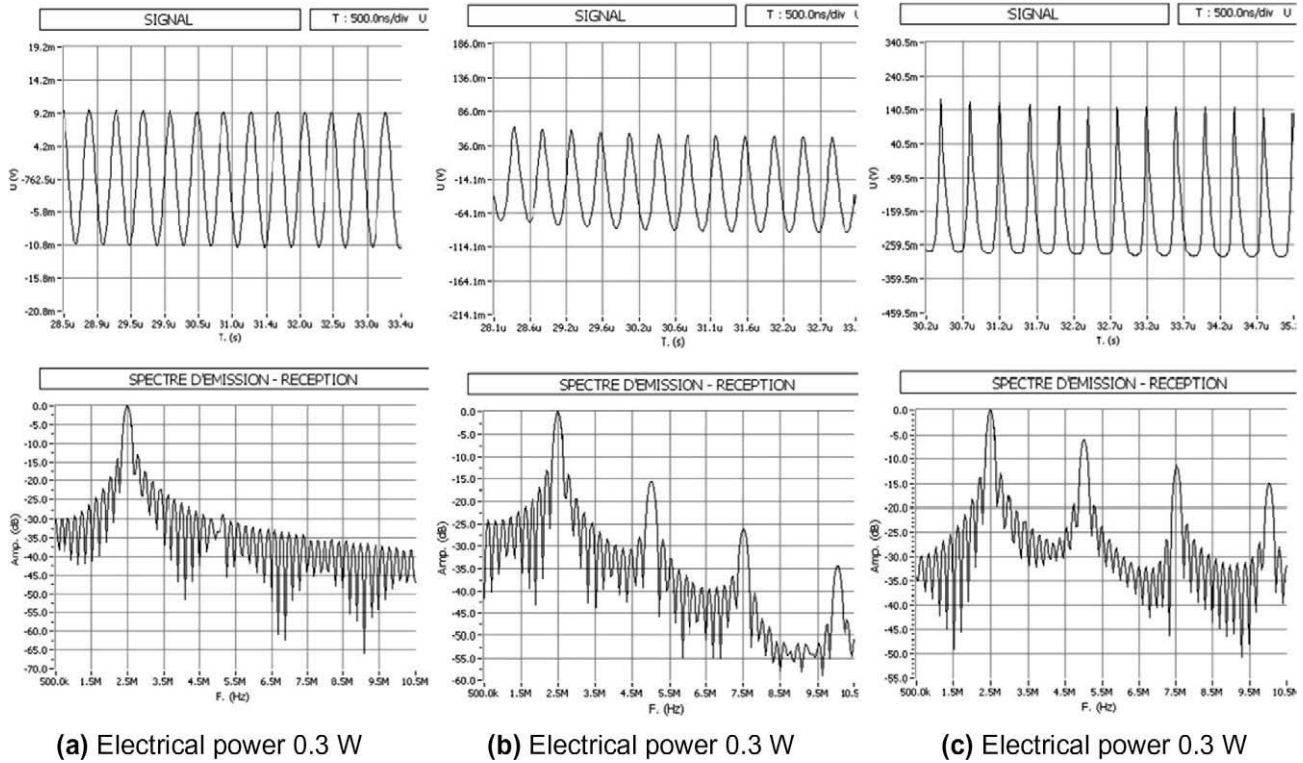 SIGNAL
T : 500.0ns/div U
19.2m
14.2m
9.2m
4.2m
-762.5u
-5.8m
-10.8m
-15.8m
-20.8m
U (V)
28.5u 28.9u 29.5u 29.9u 30.5u 31.0u 31.4u 32.0u 32.5u 33.0u 33.4u
T. (s)
SIGNAL
T : 500.0ns/div U
186.0m
136.0m
86.0m
36.0m
-14.1m
-64.1m
-114.1m
-164.1m
-214.1m
U (V)
28.1u 28.6u 29.2u 29.6u 30.2u 30.6u 31.1u 31.6u 32.2u 32.7u 33.
T. (s)
SIGNAL
T : 500.0ns/div U
340.5m
240.5m
140.5m
40.5m
-59.5m
-159.5m
-259.5m
-359.5m
-459.5m
U (V)
30.2u 30.7u 31.2u 31.7u 32.2u 32.7u 33.2u 33.7u 34.2u 34.7u 35.
T. (s)
SPECTRE D'EMISSION - RECEPTION
0.0
-5.0
-10.0
-15.0
-20.0
-25.0
-30.0
-35.0
-40.0
-45.0
-50.0
-55.0
-60.0
-65.0
-70.0
Amp. (dB)
500.0k 1.5M 2.5M 3.5M 4.5M 5.5M 6.5M 7.5M 8.5M 9.5M 10.5M
F. (Hz)
SPECTRE D'EMISSION - RECEPTION
0.0
-5.0
-10.0
-15.0
-20.0
-25.0
-30.0
-35.0
-40.0
-45.0
-50.0
-55.0
-60.0
Amp. (dB)
500.0k 1.5M 2.5M 3.5M 4.5M 5.5M 6.5M 7.5M 8.5M 9.5M 10.5
F. (Hz)
SPECTRE D'EMISSION - RECEPTION
0.0
-5.0
-10.0
-15.0
-20.0
-25.0
-30.0
-35.0
-40.0
-45.0
-50.0
-55.0
Amp. (dB)
500.0k 1.5M 2.5M 3.5M 4.5M 5.5M 6.5M 7.5M 8.5M 9.5M 10.5M
F. (Hz)
(a) Electrical power 0.3 W
(b) Electrical power 0.3 W
(c) Electrical power 0.3 W